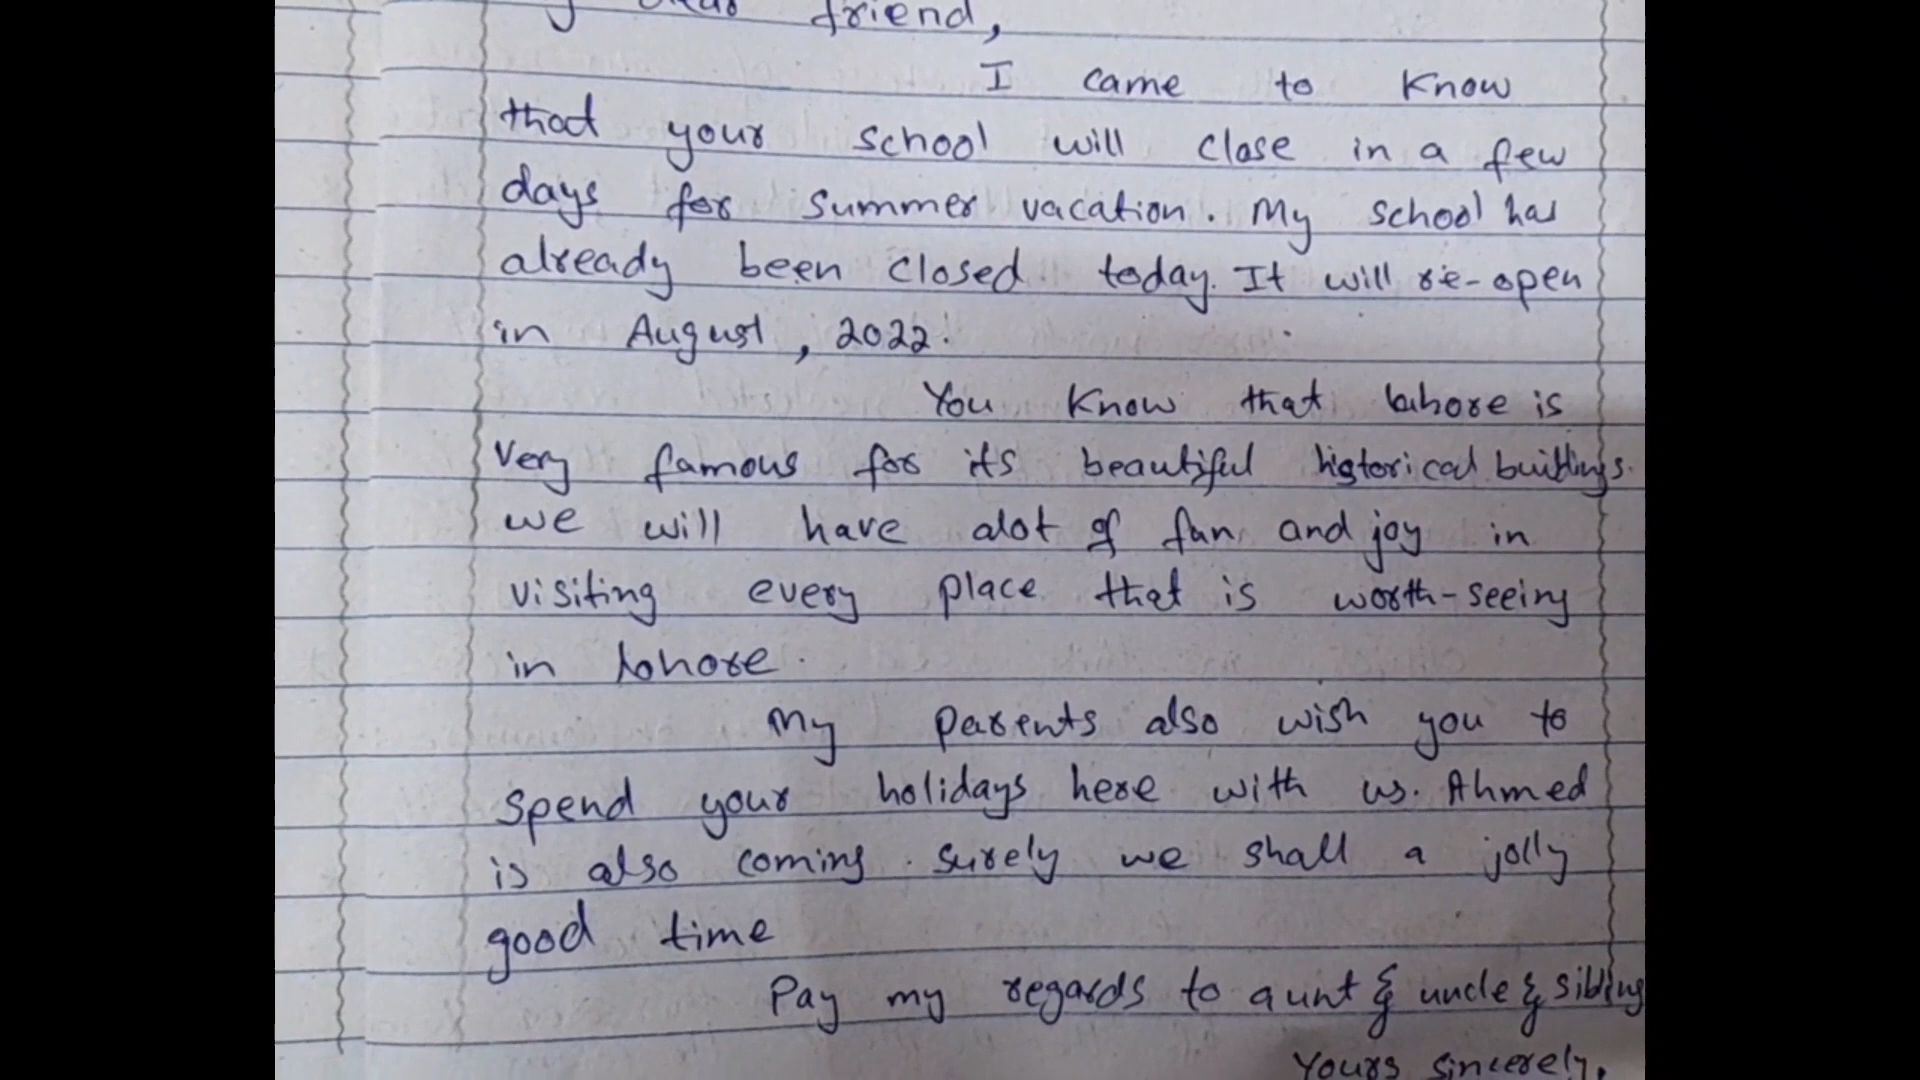 dear friend,
I came to know
that your school will close in a few
days for summer vacation. My school has
already been closed today. It will re-open
in August, 2022.
You know that Lahore is
very famous for its beautiful historical buildings.
we will have alot of fun and joy in
visiting every place that is worth-seeing
in Lahore.
My parents also wish you to
spend your holidays here with us. Ahmed
is also coming. surely we shall a jolly
good time
Pay my regards to aunt & uncle & sibling
Yours sincerely.